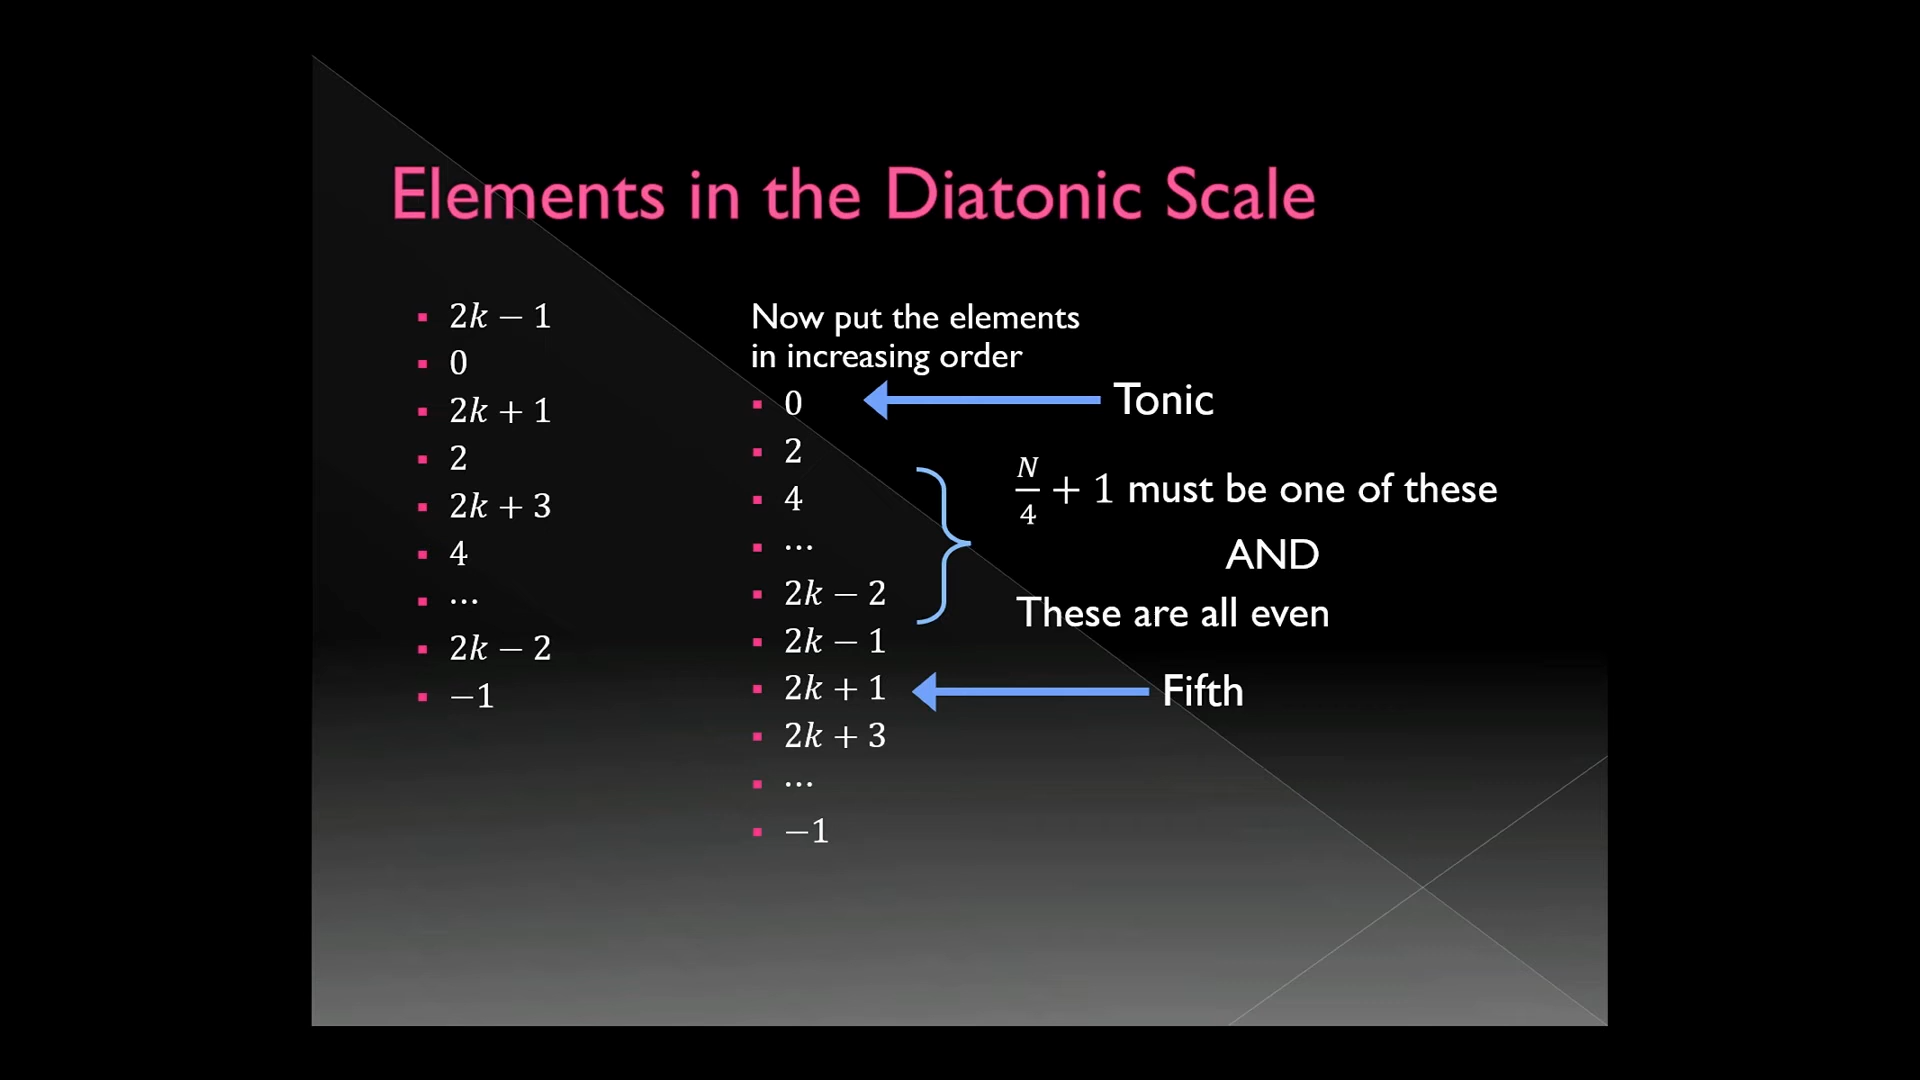 Elements in the Diatonic Scale
▪ 2k − 1
▪ 0
▪ 2k + 1
▪ 2
▪ 2k + 3
▪ 4
▪ ⋯
▪ 2k − 2
▪ −1
Now put the elements
in increasing order
▪ 0
▪ 2
▪ 4
▪ ⋯
▪ 2k − 2
▪ 2k − 1
▪ 2k + 1
▪ 2k + 3
▪ ⋯
▪ −1
Tonic
N/4 + 1 must be one of these
AND
These are all even
Fifth